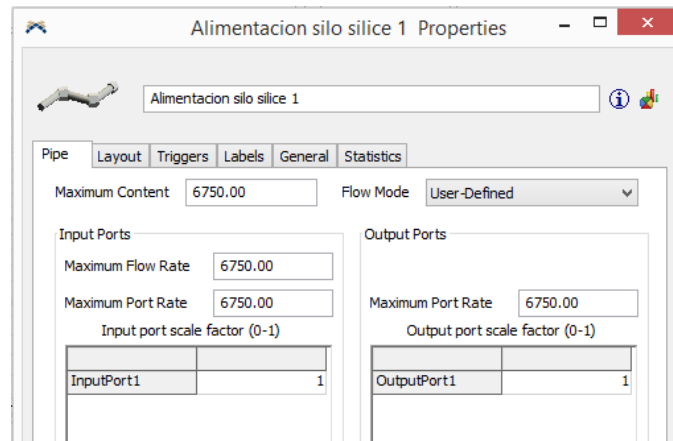 Alimentacion silo silice 1 Properties
Alimentacion silo silice 1
Pipe Layout Triggers Labels General Statistics
Maximum Content 6750.00 Flow Mode User-Defined
Input Ports Output Ports
Maximum Flow Rate 6750.00
Maximum Port Rate 6750.00 Maximum Port Rate 6750.00
Input port scale factor (0-1) Output port scale factor (0-1)
InputPort1 1 OutputPort1 1